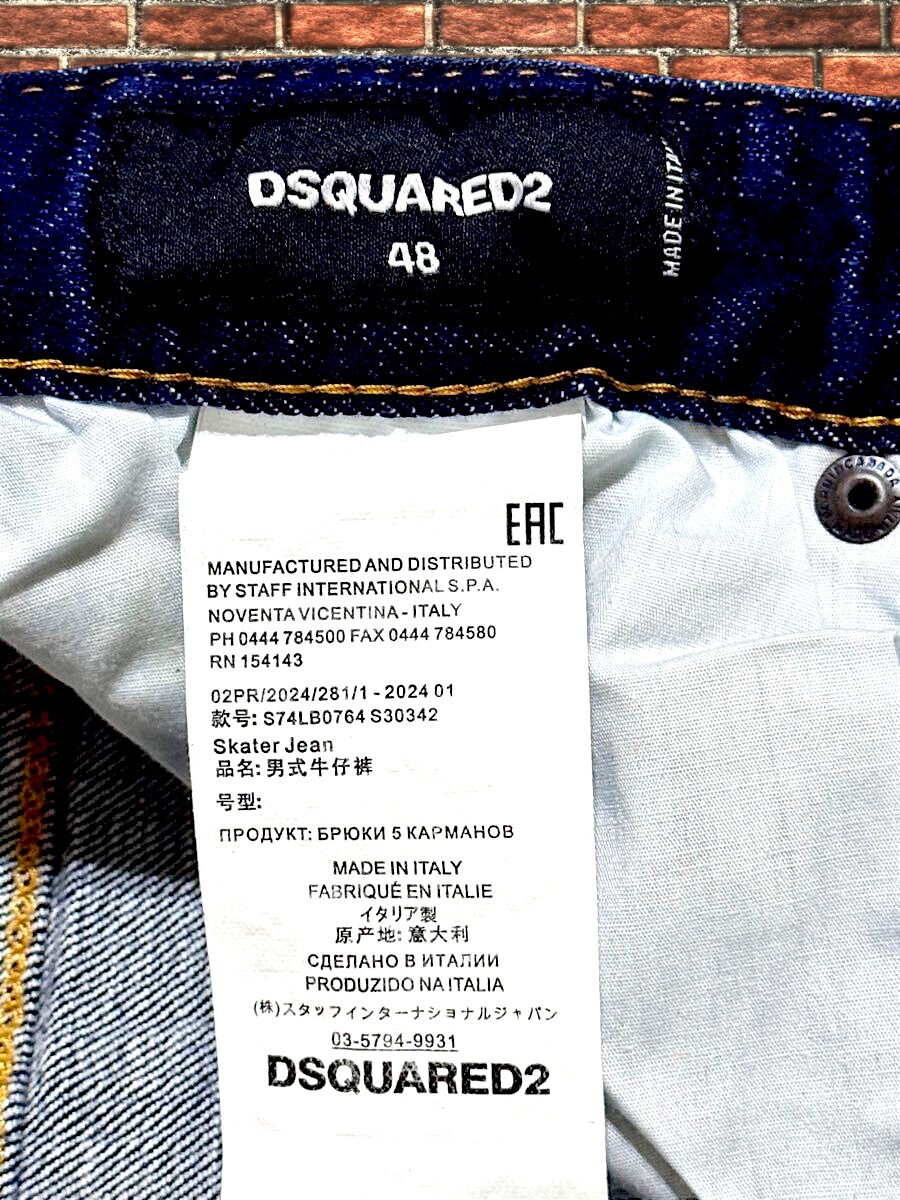 DSQUARED2
48
MADE IN
EAC
MANUFACTURED AND DISTRIBUTED
BY STAFF INTERNATIONAL S.P.A.
NOVENTA VICENTINA - ITALY
PH 0444 784500 FAX 0444 784580
RN 154143
02PR/2024/281/1 - 2024 01
款号: S74LB0764 S30342
Skater Jean
品名: 男式牛仔裤
号型:
ПРОДУКТ: БРЮКИ 5 КАРМАНОВ
MADE IN ITALY
FABRIQUÉ EN ITALIE
イタリア製
原产地: 意大利
СДЕЛАНО В ИТАЛИИ
PRODUZIDO NA ITALIA
(株)スタッフインターナショナルジャパン
03-5794-9931
DSQUARED2